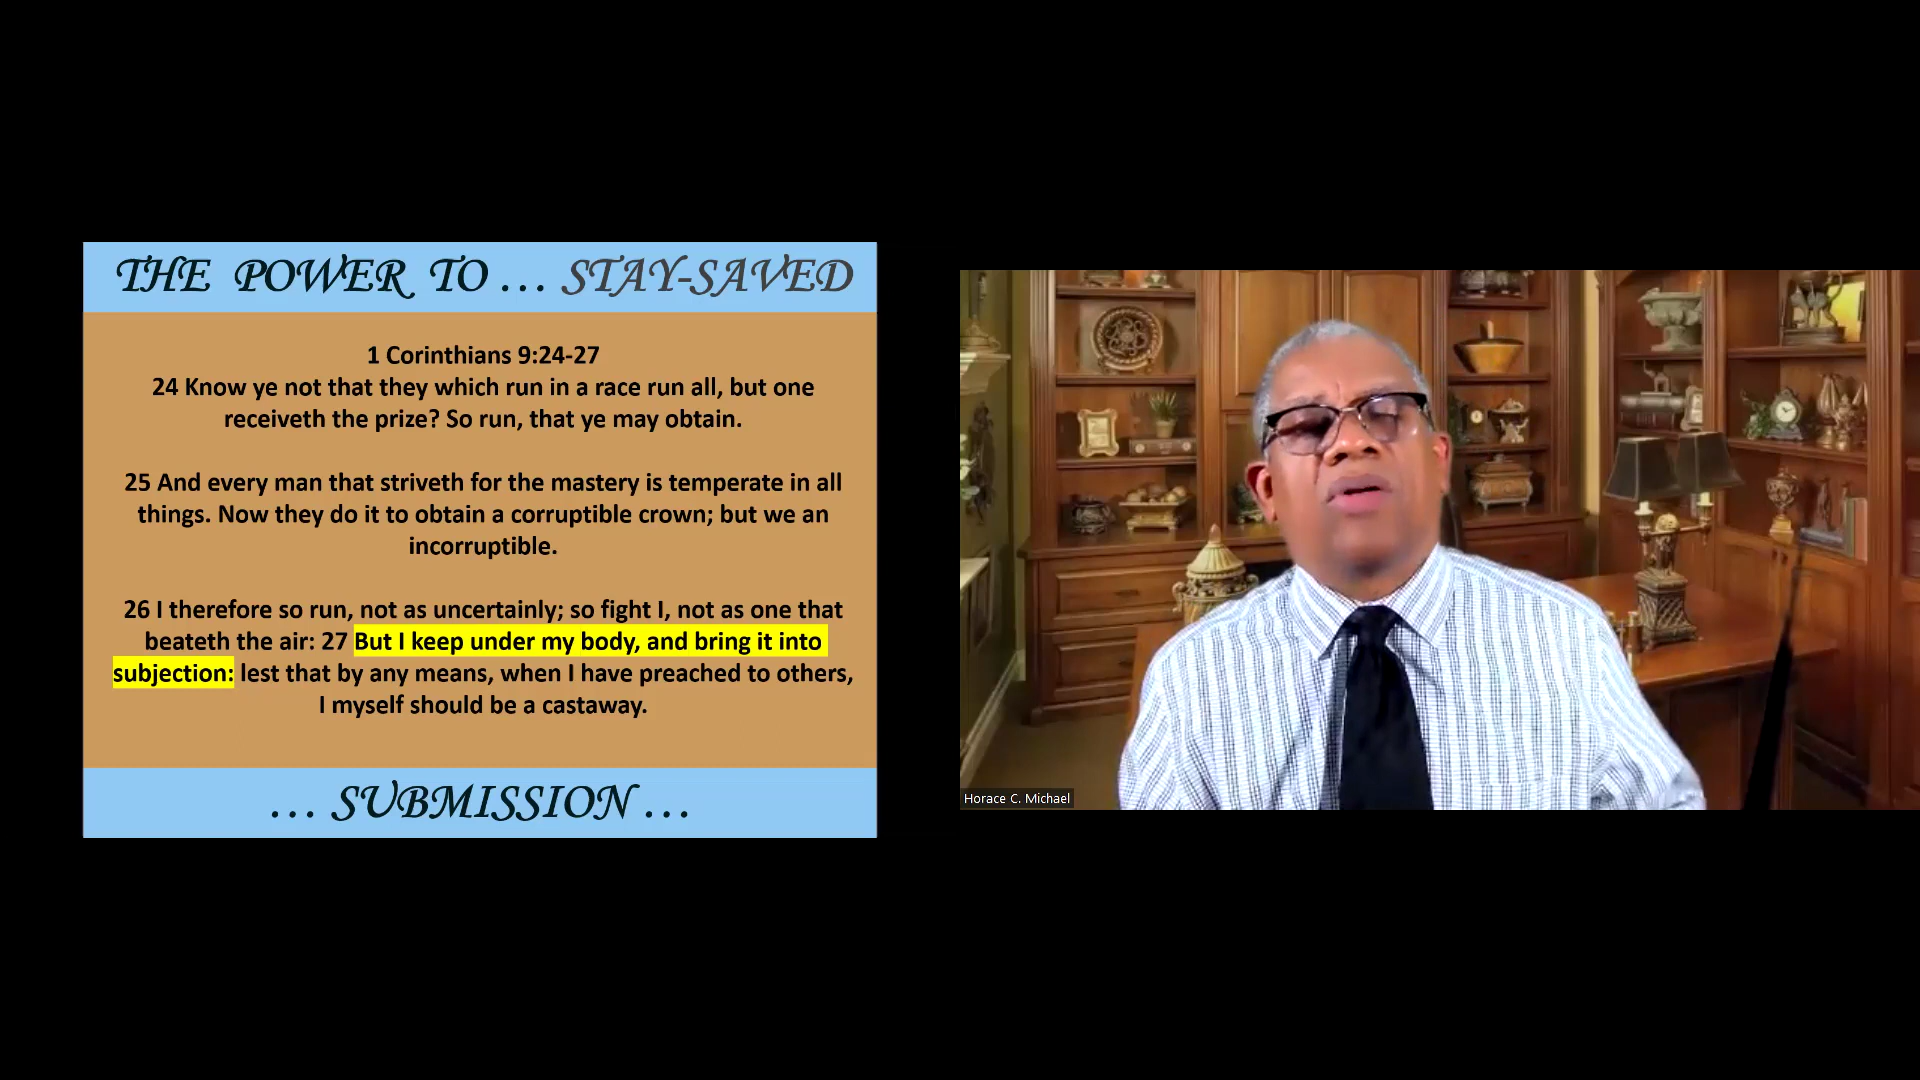 THE POWER TO ... STAY-SAVED
1 Corinthians 9:24-27
24 Know ye not that they which run in a race run all, but one
receiveth the prize? So run, that ye may obtain.
25 And every man that striveth for the mastery is temperate in all
things. Now they do it to obtain a corruptible crown; but we an
incorruptible.
26 I therefore so run, not as uncertainly; so fight I, not as one that
beateth the air: 27 But I keep under my body, and bring it into
subjection: lest that by any means, when I have preached to others,
I myself should be a castaway.
... SUBMISSION ...
Horace C. Michael